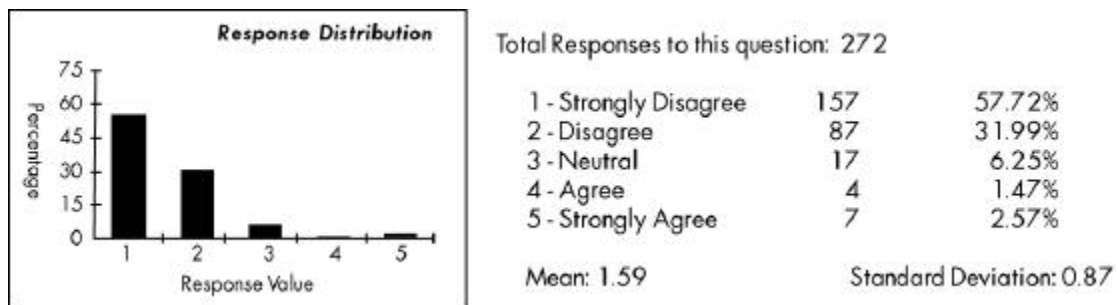 Response Distribution
Percentage
75
60
45
30
15
0
1 2 3 4 5
Response Value
Total Responses to this question: 272
1 - Strongly Disagree 157 57.72%
2 - Disagree 87 31.99%
3 - Neutral 17 6.25%
4 - Agree 4 1.47%
5 - Strongly Agree 7 2.57%
Mean: 1.59 Standard Deviation: 0.87